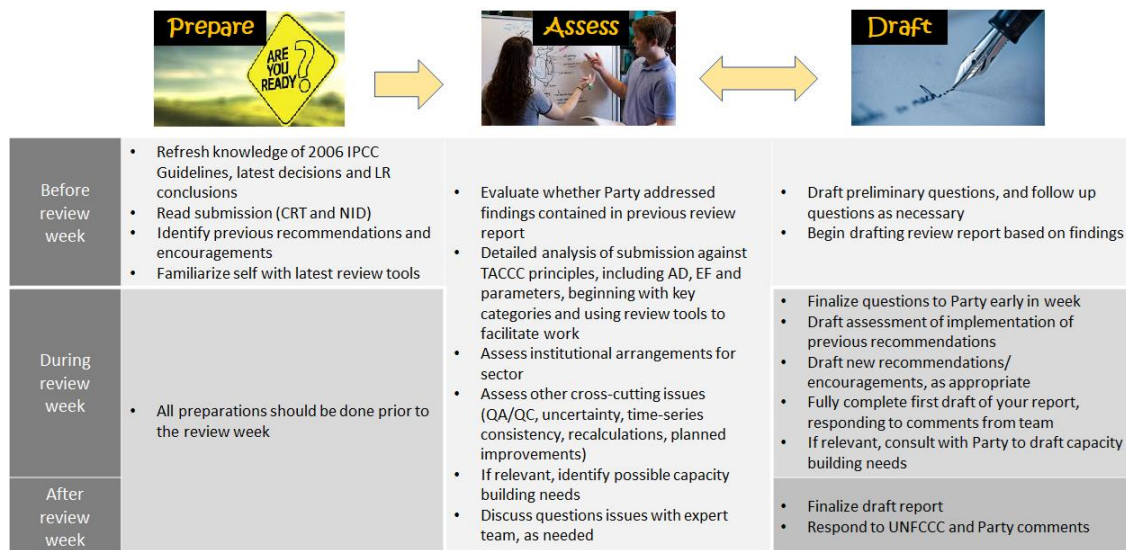 Prepare
ARE
YOU
READY?
Assess
Draft
Before
review
week
• Refresh knowledge of 2006 IPCC
Guidelines, latest decisions and LR
conclusions
• Read submission (CRT and NID)
• Identify previous recommendations and
encouragements
• Familiarize self with latest review tools
• Evaluate whether Party addressed
findings contained in previous review
report
• Detailed analysis of submission against
TACCC principles, including AD, EF and
parameters, beginning with key
categories and using review tools to
facilitate work
• Assess institutional arrangements for
sector
• Assess other cross-cutting issues
(QA/QC, uncertainty, time-series
consistency, recalculations, planned
improvements)
• If relevant, identify possible capacity
building needs
• Discuss questions issues with expert
team, as needed
• Draft preliminary questions, and follow up
questions as necessary
• Begin drafting review report based on findings
During
review
week
• All preparations should be done prior to
the review week
• Finalize questions to Party early in week
• Draft assessment of implementation of
previous recommendations
• Draft new recommendations/
encouragements, as appropriate
• Fully complete first draft of your report,
responding to comments from team
• If relevant, consult with Party to draft capacity
building needs
After
review
week
• Finalize draft report
• Respond to UNFCCC and Party comments